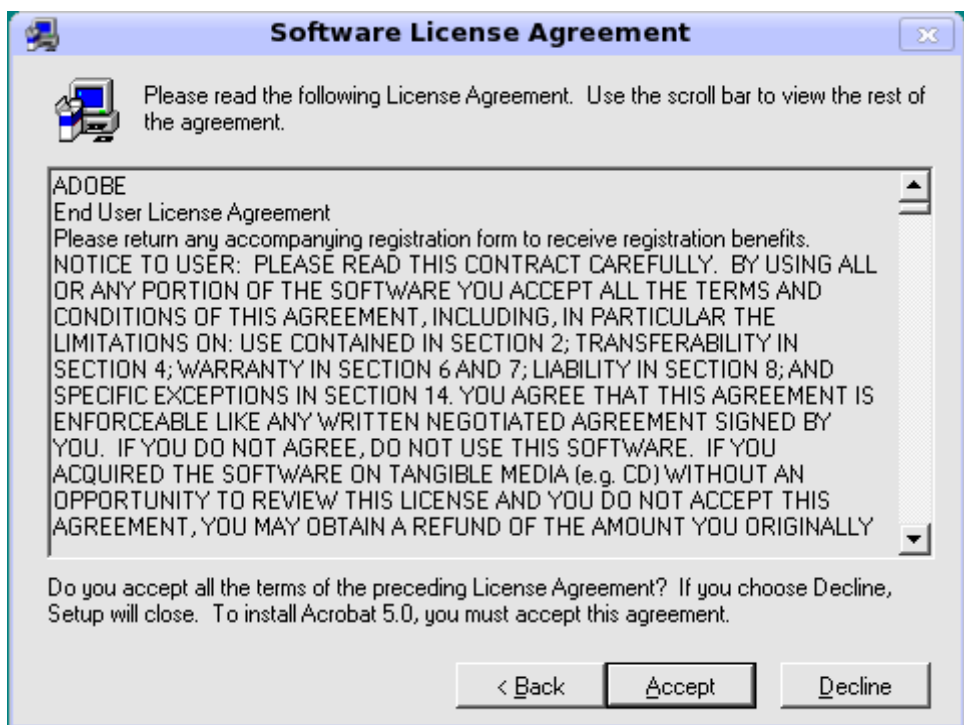 Software License Agreement
Please read the following License Agreement. Use the scroll bar to view the rest of
the agreement.
ADOBE
End User License Agreement
Please return any accompanying registration form to receive registration benefits.
NOTICE TO USER: PLEASE READ THIS CONTRACT CAREFULLY. BY USING ALL
OR ANY PORTION OF THE SOFTWARE YOU ACCEPT ALL THE TERMS AND
CONDITIONS OF THIS AGREEMENT, INCLUDING, IN PARTICULAR THE
LIMITATIONS ON: USE CONTAINED IN SECTION 2; TRANSFERABILITY IN
SECTION 4; WARRANTY IN SECTION 6 AND 7; LIABILITY IN SECTION 8; AND
SPECIFIC EXCEPTIONS IN SECTION 14. YOU AGREE THAT THIS AGREEMENT IS
ENFORCEABLE LIKE ANY WRITTEN NEGOTIATED AGREEMENT SIGNED BY
YOU. IF YOU DO NOT AGREE, DO NOT USE THIS SOFTWARE. IF YOU
ACQUIRED THE SOFTWARE ON TANGIBLE MEDIA (e.g. CD) WITHOUT AN
OPPORTUNITY TO REVIEW THIS LICENSE AND YOU DO NOT ACCEPT THIS
AGREEMENT, YOU MAY OBTAIN A REFUND OF THE AMOUNT YOU ORIGINALLY
Do you accept all the terms of the preceding License Agreement? If you choose Decline,
Setup will close. To install Acrobat 5.0, you must accept this agreement.
< Back Accept Decline